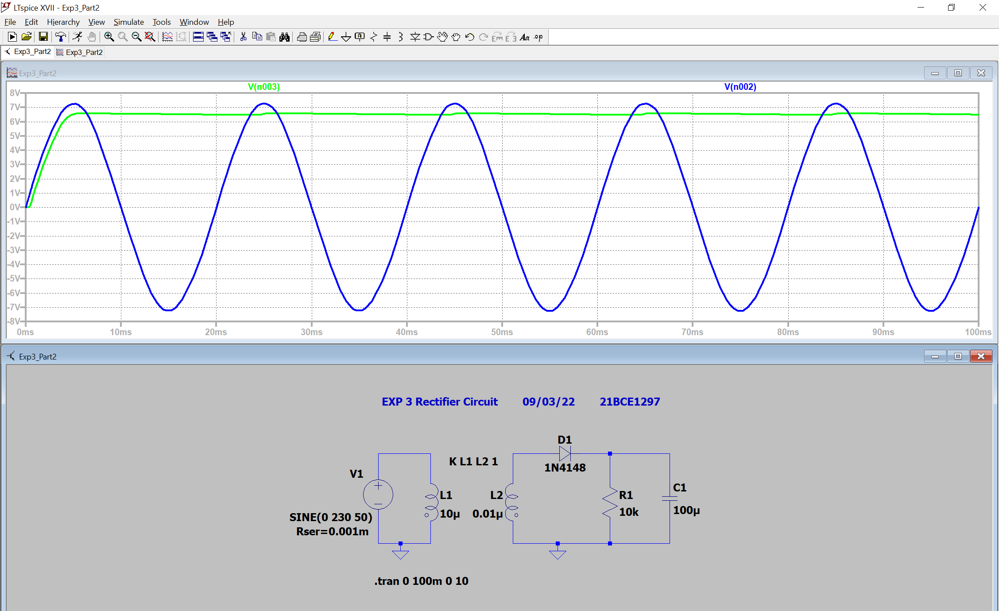 LTspice XVII - Exp3_Part2
File Edit Hierarchy View Simulate Tools Window Help
Exp3_Part2 Exp3_Part2
Exp3_Part2
V(n003) V(n002)
8V
7V
6V
5V
4V
3V
2V
1V
0V
-1V
-2V
-3V
-4V
-5V
-6V
-7V
-8V
0ms 10ms 20ms 30ms 40ms 50ms 60ms 70ms 80ms 90ms 100ms
Exp3_Part2
EXP 3 Rectifier Circuit 09/03/22 21BCE1297
D1
K L1 L2 1
1N4148
V1
C1
L1 L2 R1
SINE(0 230 50) 10µ 0.01µ 10k 100µ
Rser=0.001m
.tran 0 100m 0 10